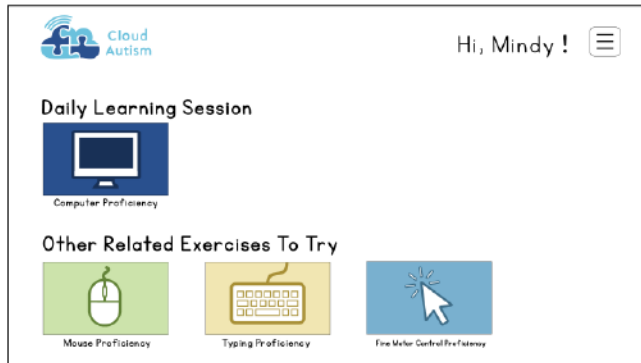 Cloud
Autism
Hi, Mindy !
Daily Learning Session
Computer Proficiency
Other Related Exercises To Try
Mouse Proficiency
Typing Proficiency
Fine Motor Control Proficiency